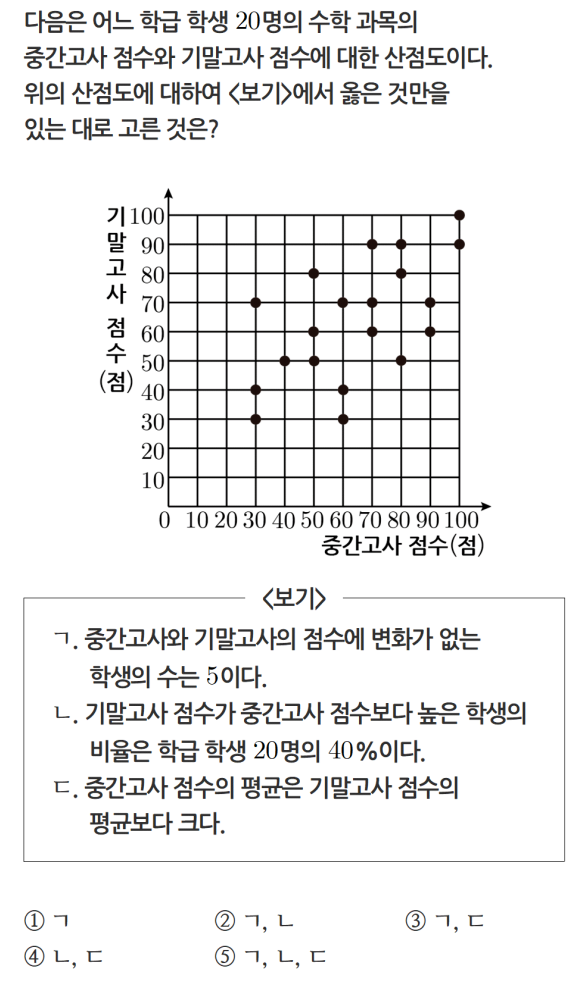 다음은 어느 학급 학생 20명의 수학 과목의
중간고사 점수와 기말고사 점수에 대한 산점도이다.
위의 산점도에 대하여 <보기>에서 옳은 것만을
있는 대로 고른 것은?
기말고사 점수(점)
100
90
80
70
60
50
40
30
20
10
0 10 20 30 40 50 60 70 80 90 100
중간고사 점수(점)
<보기>
ㄱ. 중간고사와 기말고사의 점수에 변화가 없는
학생의 수는 5이다.
ㄴ. 기말고사 점수가 중간고사 점수보다 높은 학생의
비율은 학급 학생 20명의 40%이다.
ㄷ. 중간고사 점수의 평균은 기말고사 점수의
평균보다 크다.
① ㄱ ② ㄱ, ㄴ ③ ㄱ, ㄷ
④ ㄴ, ㄷ ⑤ ㄱ, ㄴ, ㄷ